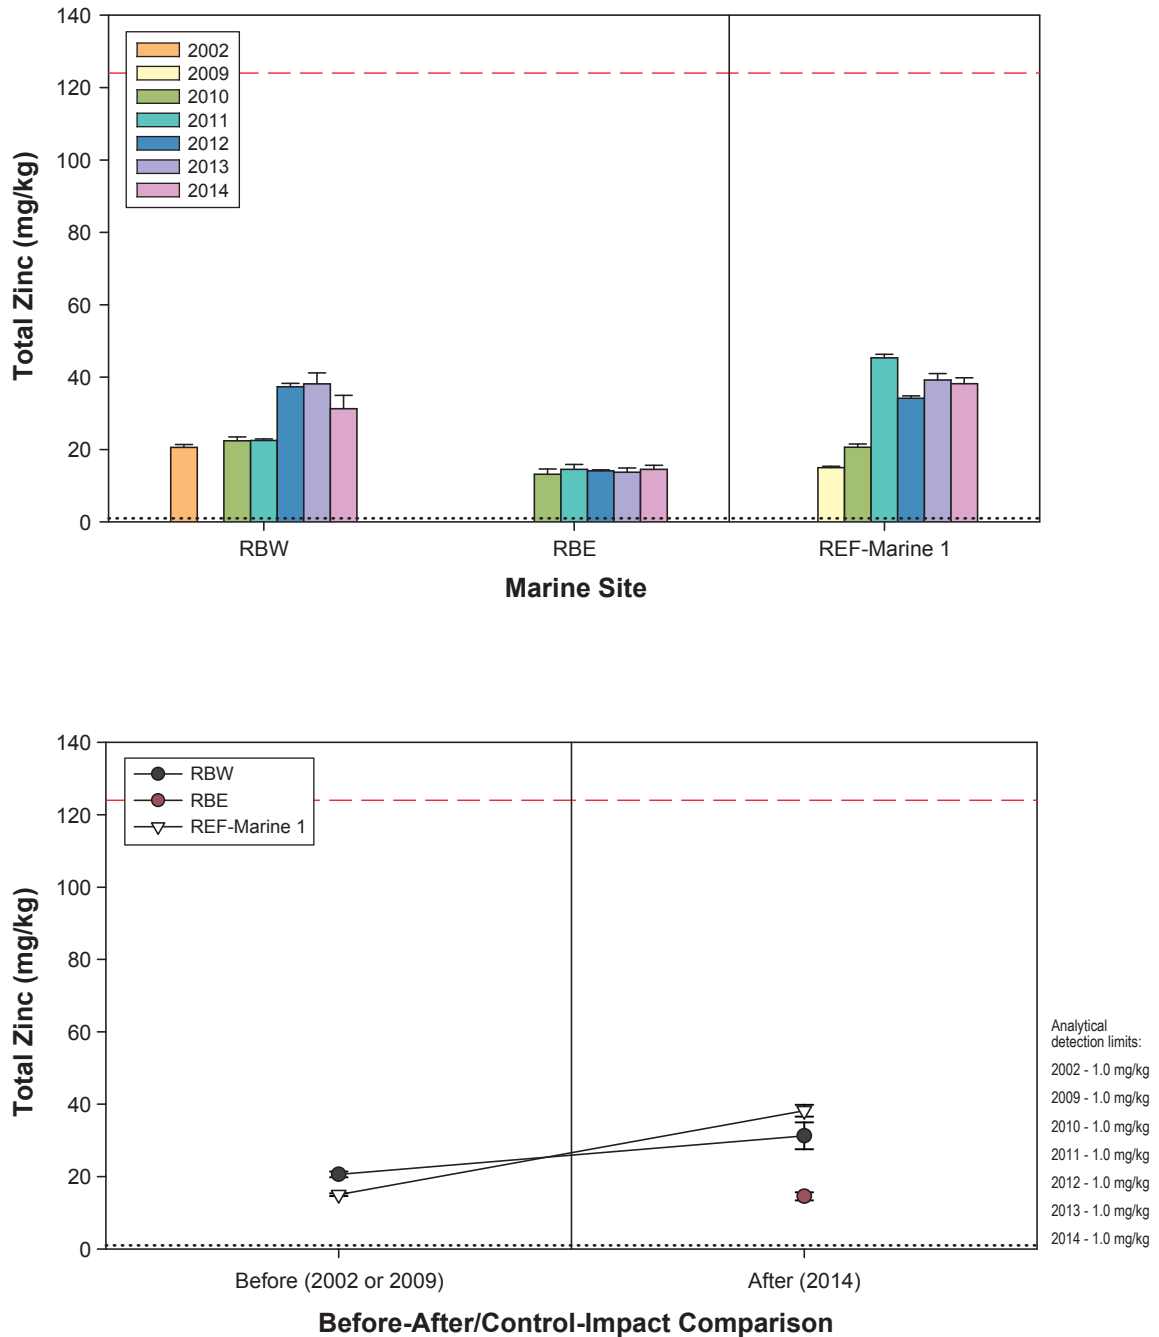 140
120
100
80
60
40
20
0
Total Zinc (mg/kg)
2002
2009
2010
2011
2012
2013
2014
RBW
RBE
REF-Marine 1
Marine Site
140
120
100
80
60
40
20
0
Total Zinc (mg/kg)
RBW
RBE
REF-Marine 1
Before (2002 or 2009)
After (2014)
Before-After/Control-Impact Comparison
Analytical
detection limits:
2002 - 1.0 mg/kg
2009 - 1.0 mg/kg
2010 - 1.0 mg/kg
2011 - 1.0 mg/kg
2012 - 1.0 mg/kg
2013 - 1.0 mg/kg
2014 - 1.0 mg/kg